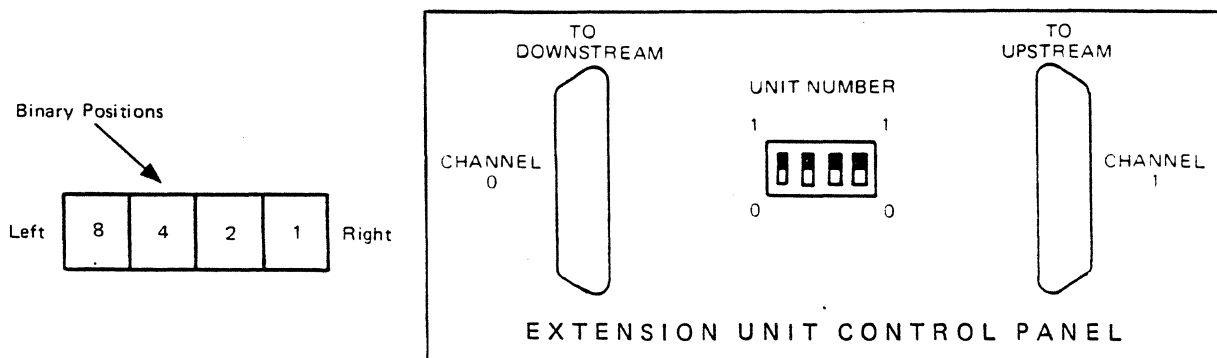 Binary Positions
Left 8 4 2 1 Right
TO
DOWNSTREAM
TO
UPSTREAM
UNIT NUMBER
1 1
CHANNEL
0
CHANNEL
1
0 0
EXTENSION UNIT CONTROL PANEL